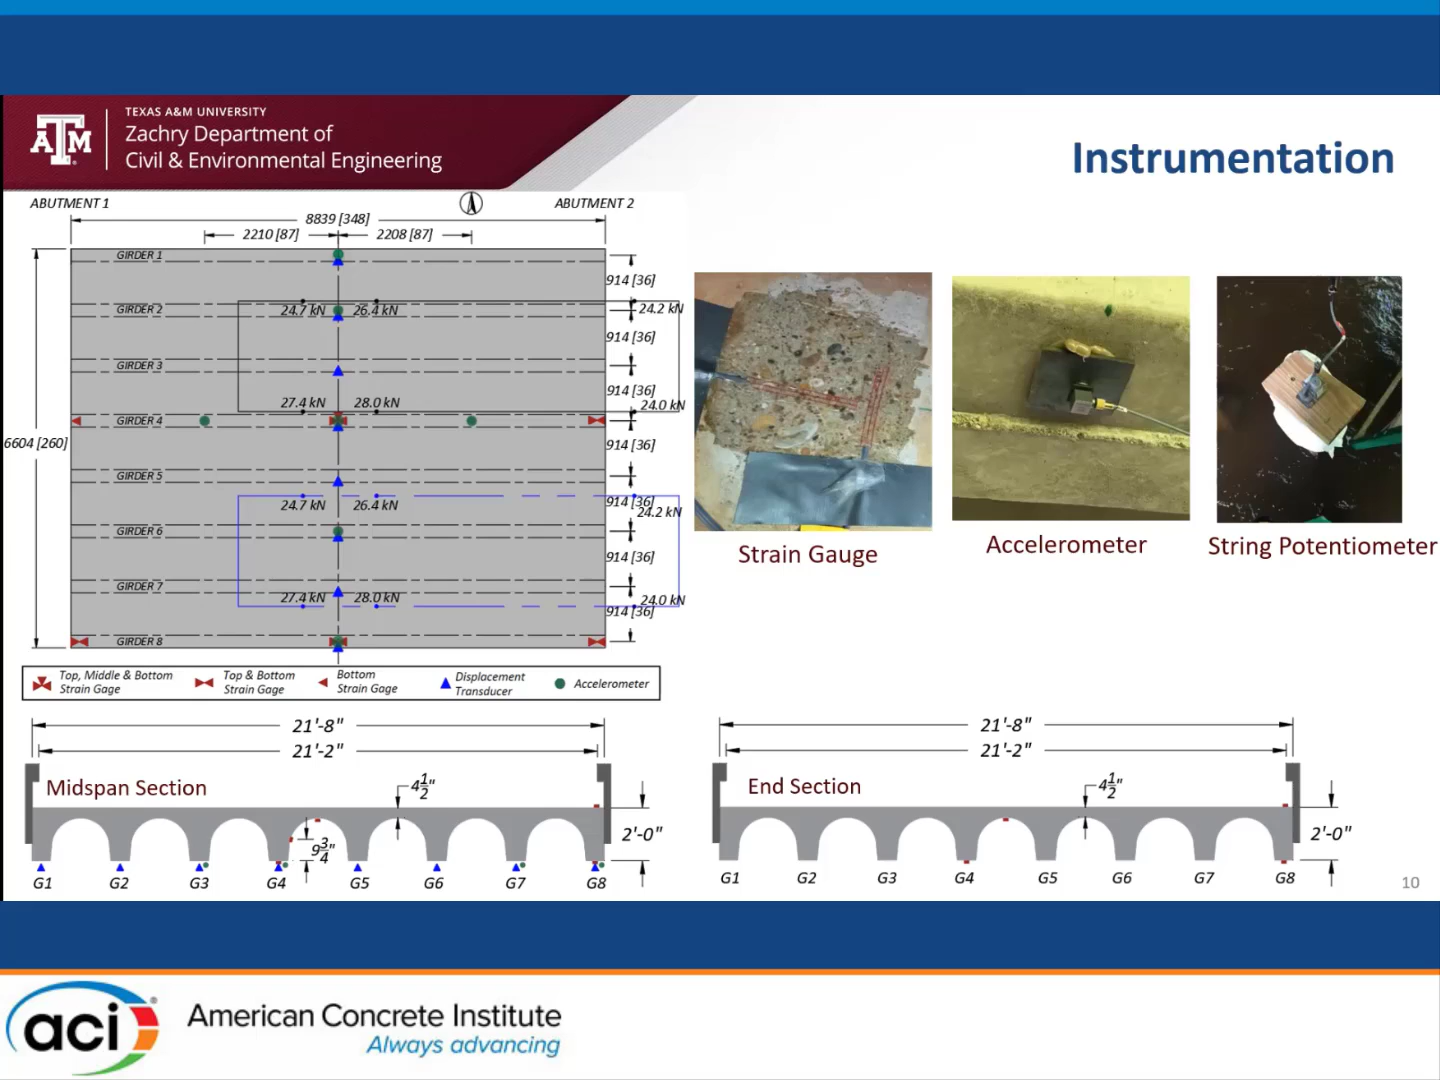 TEXAS A&M UNIVERSITY
Zachry Department of
Civil & Environmental Engineering
Instrumentation
ABUTMENT 1
ABUTMENT 2
8839 [348]
2210 [87]
2208 [87]
GIRDER 1
914 [36]
GIRDER 2
24.7 kN
26.4 kN
24.2 kN
914 [36]
GIRDER 3
914 [36]
27.4 kN
28.0 kN
24.0 kN
GIRDER 4
6604 [260]
914 [36]
GIRDER 5
24.7 kN
26.4 kN
914 [36]
24.2 kN
GIRDER 6
914 [36]
GIRDER 7
27.4 kN
28.0 kN
24.0 kN
914 [36]
GIRDER 8
Top, Middle & Bottom
Strain Gage
Top & Bottom
Strain Gage
Bottom
Strain Gage
Displacement
Transducer
Accelerometer
Strain Gauge
Accelerometer
String Potentiometer
21'-8"
21'-2"
Midspan Section
4 1/2"
9 3/4"
2'-0"
G1 G2 G3 G4 G5 G6 G7 G8
21'-8"
21'-2"
End Section
4 1/2"
2'-0"
G1 G2 G3 G4 G5 G6 G7 G8
10
aci
American Concrete Institute
Always advancing